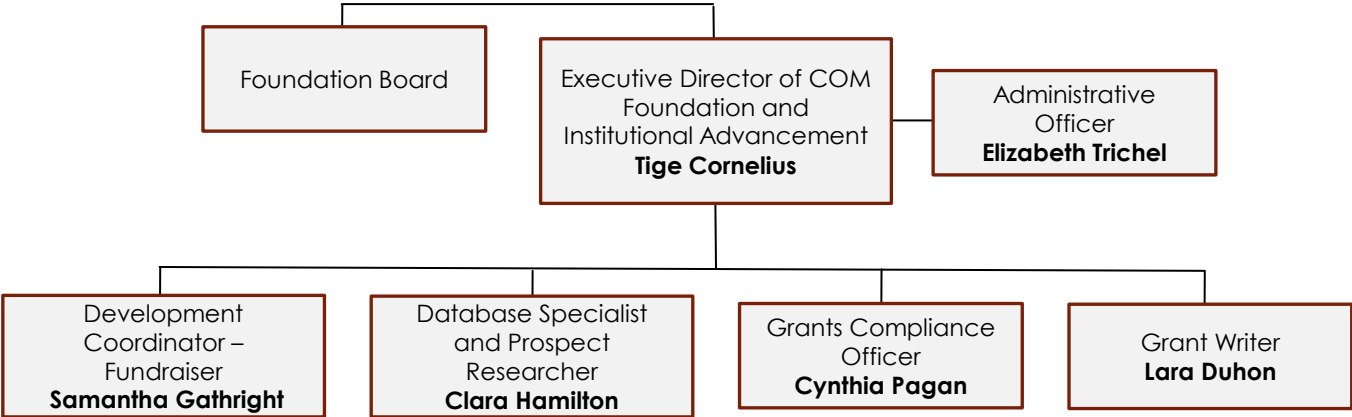 Foundation Board
Executive Director of COM
Foundation and
Institutional Advancement
Tige Cornelius
Administrative
Officer
Elizabeth Trichel
Development
Coordinator –
Fundraiser
Samantha Gathright
Database Specialist
and Prospect
Researcher
Clara Hamilton
Grants Compliance
Officer
Cynthia Pagan
Grant Writer
Lara Duhon